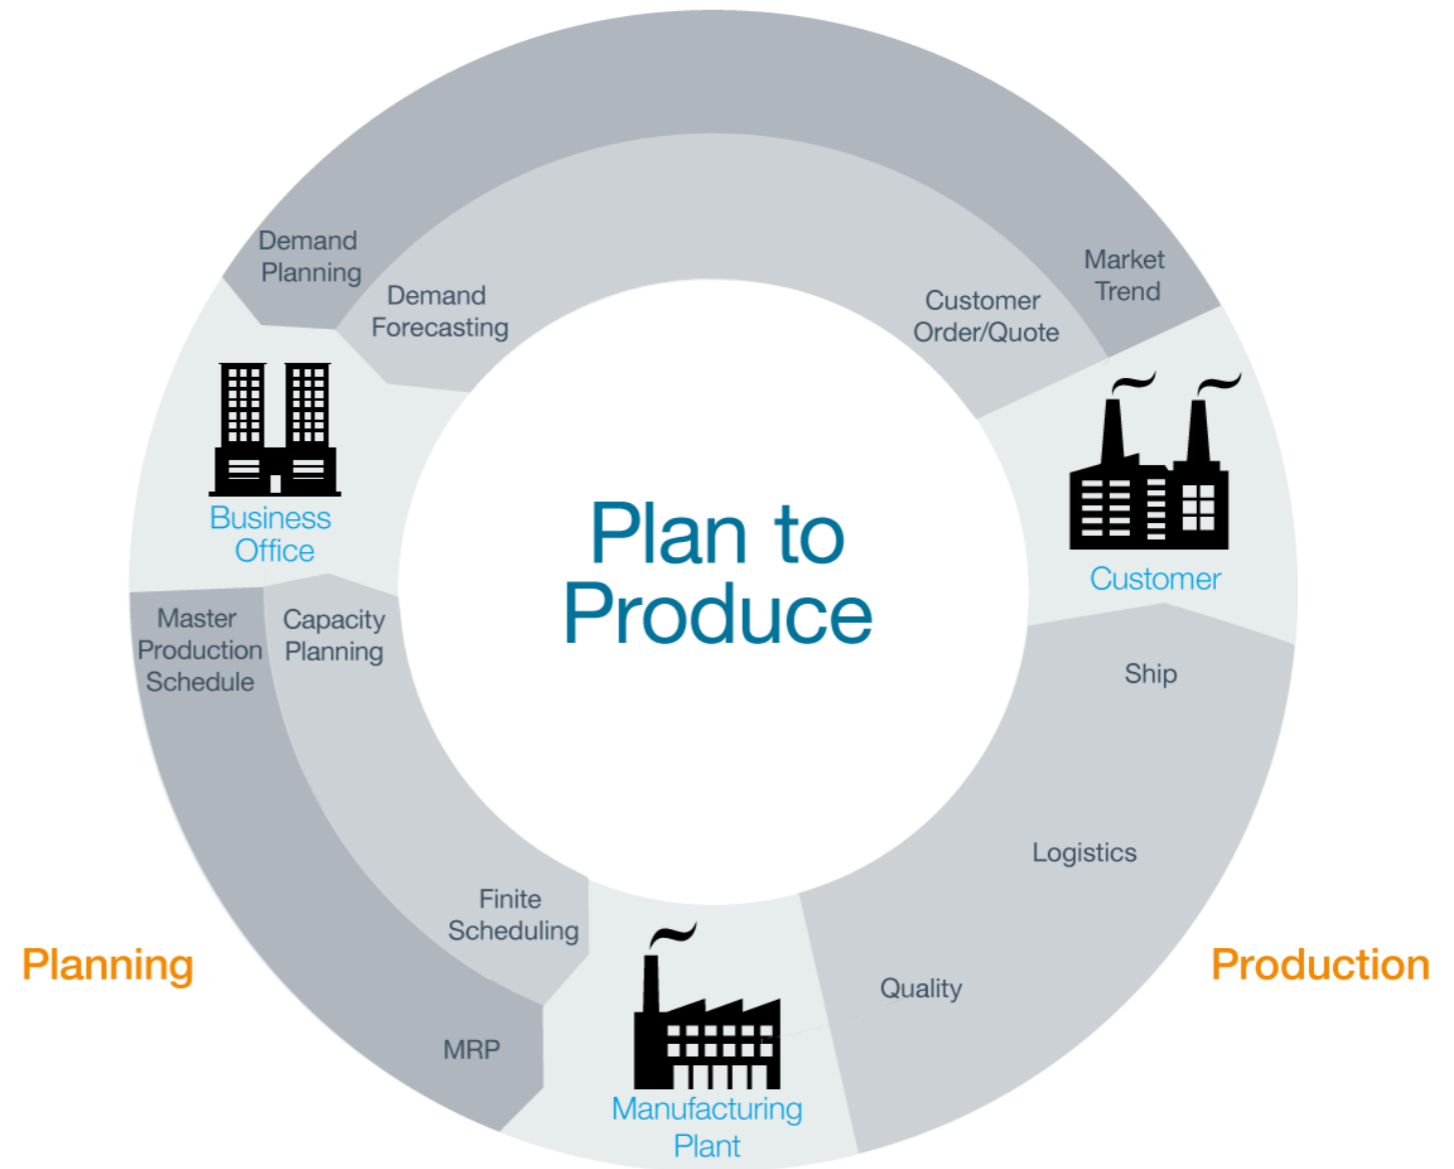 Demand
Planning
Demand
Forecasting
Customer
Order/Quote
Market
Trend
Business
Office
Plan to
Produce
Customer
Master
Production
Schedule
Capacity
Planning
Ship
Logistics
Finite
Scheduling
Quality
MRP
Manufacturing
Plant
Planning
Production